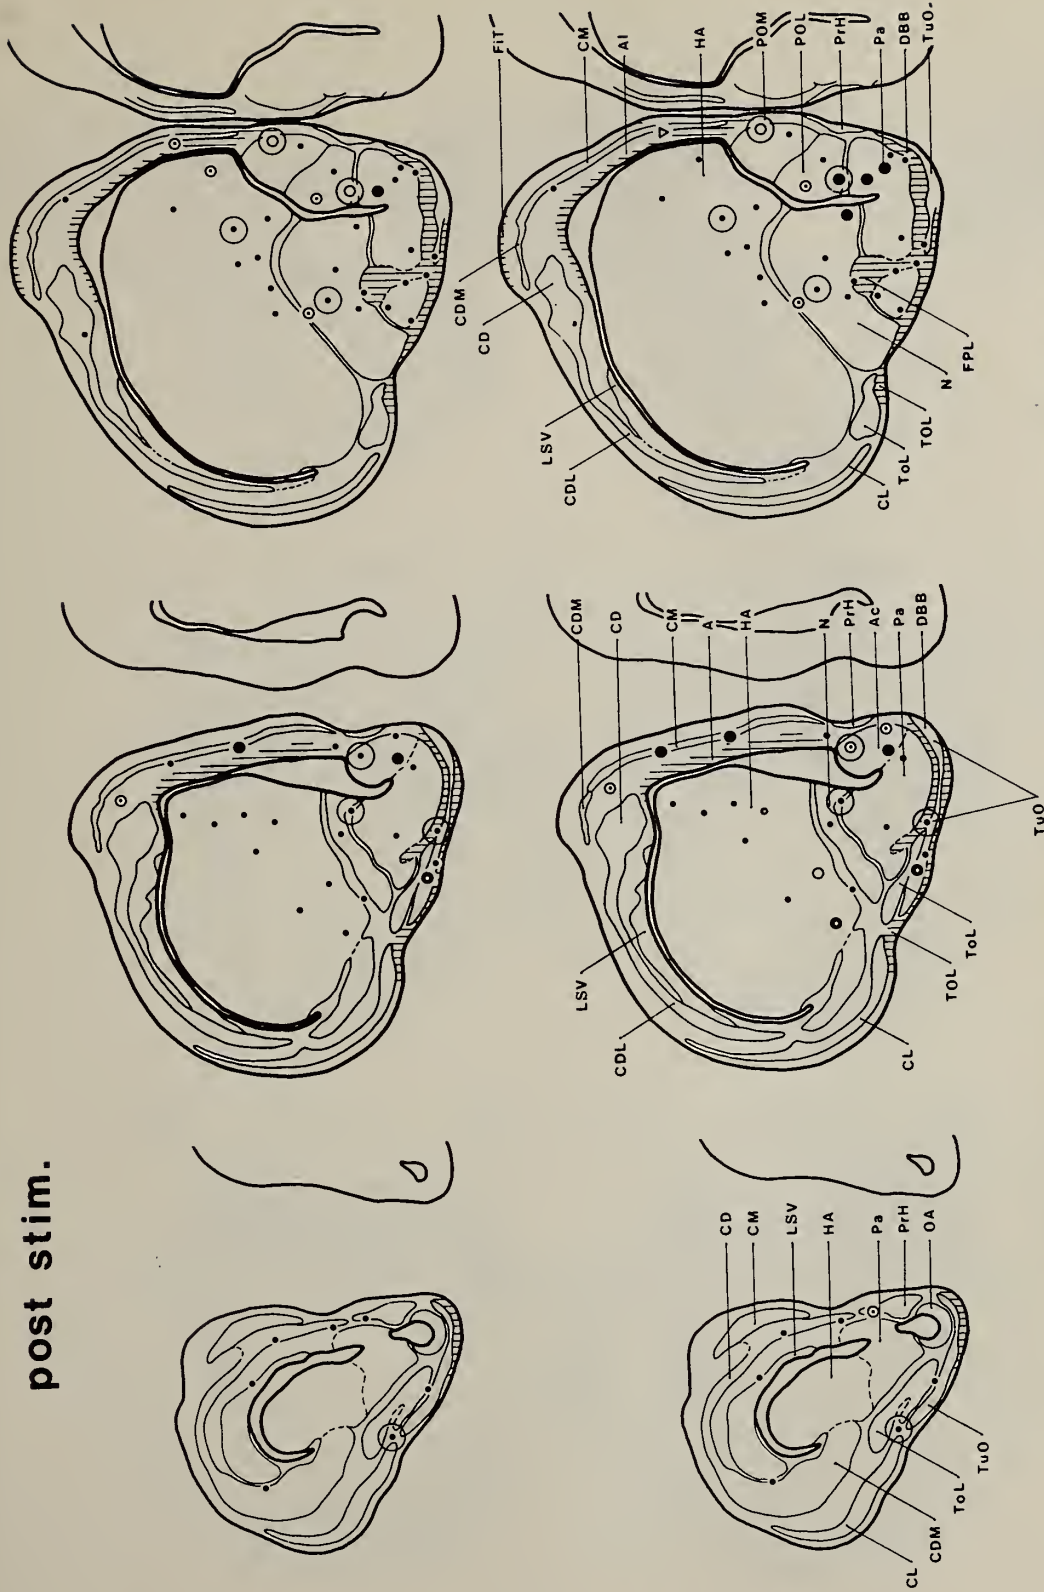 post stim.
FiT
CM
Al
HA
POM
POL
PrH
Pa
DBB
TuO
CDM
CD
LSV
CDL
FPL
N
TOL
ToL
CL
CDM
CD
CM
A
HA
N
PrH
Ac
Pa
DBB
TuO
LSV
CDL
ToL
TOL
CL
CD
CM
LSV
HA
Pa
PrH
OA
TuO
ToL
CDM
CL